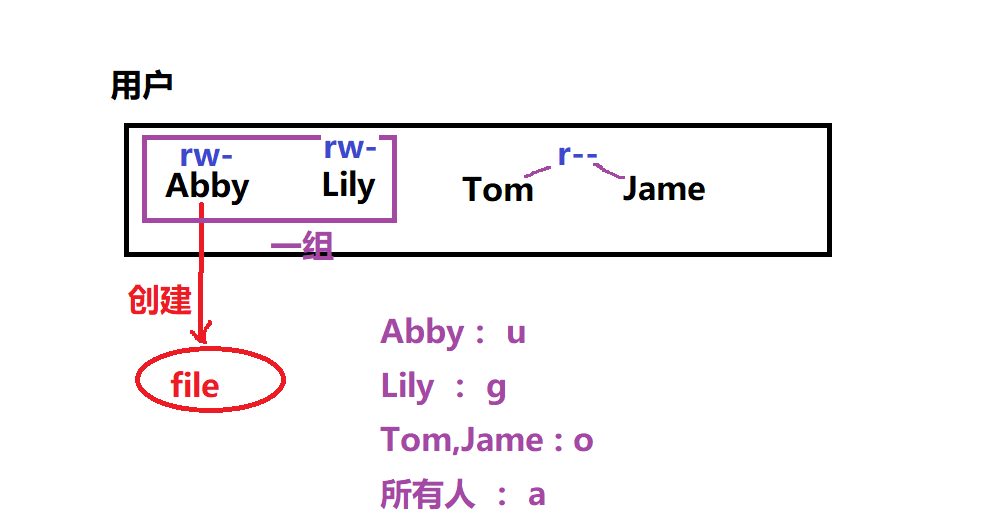 用户
rw- rw- r--
Abby Lily Tom Jame
一组
创建
file
Abby： u
Lily ： g
Tom,Jame : o
所有人 ： a